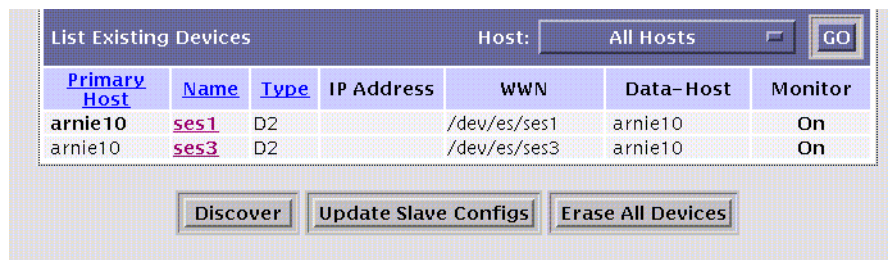 List Existing Devices Host: All Hosts GO
Primary Host Name Type IP Address WWN Data-Host Monitor
arnie10 ses1 D2 /dev/es/ses1 arnie10 On
arnie10 ses3 D2 /dev/es/ses3 arnie10 On
Discover Update Slave Configs Erase All Devices